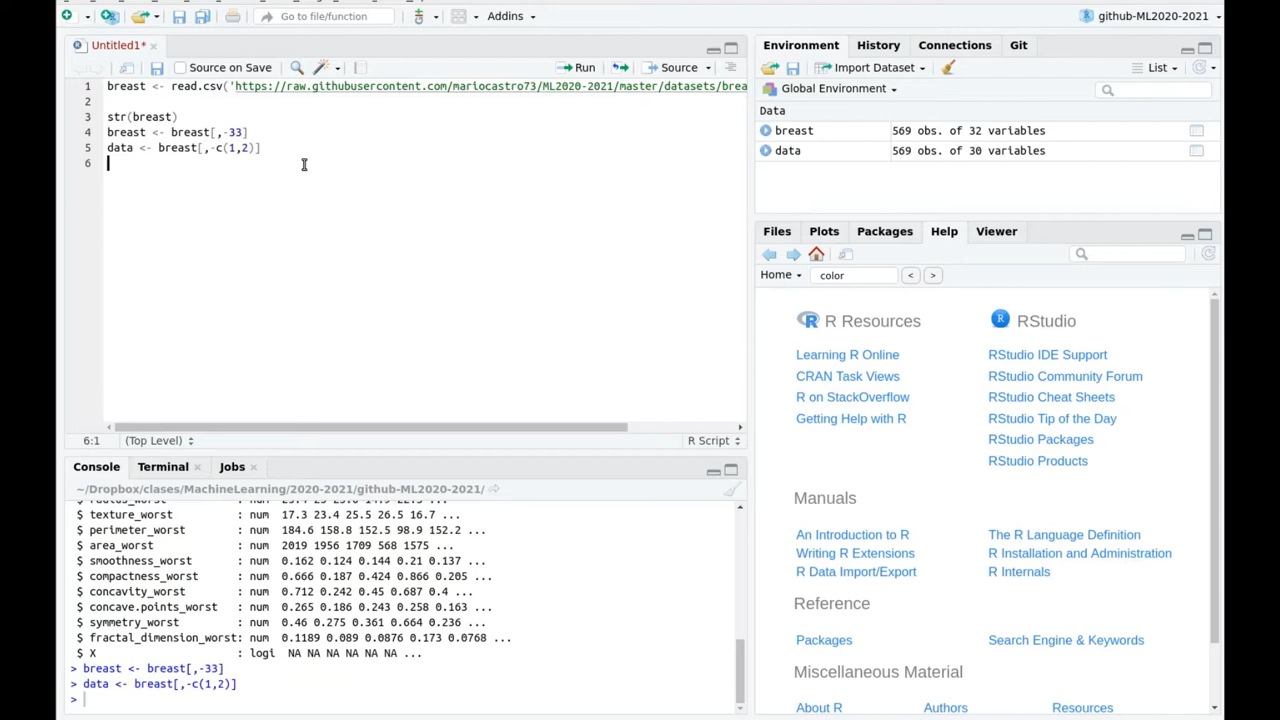 Go to file/function
Addins
github-ML2020-2021
Untitled1*
Source on Save
Run
Source
1 breast <- read.csv('https://raw.githubusercontent.com/mariocastro73/ML2020-2021/master/datasets/brea
2
3 str(breast)
4 breast <- breast[,-33]
5 data <- breast[,-c(1,2)]
6
6:1 (Top Level) R Script
Console Terminal Jobs
~/Dropbox/clases/MachineLearning/2020-2021/github-ML2020-2021/
$ texture_worst : num 17.3 23.4 25.5 26.5 16.7 ...
$ perimeter_worst : num 184.6 158.8 152.5 98.9 152.2 ...
$ area_worst : num 2019 1956 1709 568 1575 ...
$ smoothness_worst : num 0.162 0.124 0.144 0.21 0.137 ...
$ compactness_worst : num 0.666 0.187 0.424 0.866 0.205 ...
$ concavity_worst : num 0.712 0.242 0.45 0.687 0.4 ...
$ concave.points_worst : num 0.265 0.186 0.243 0.258 0.163 ...
$ symmetry_worst : num 0.46 0.275 0.361 0.664 0.236 ...
$ fractal_dimension_worst: num 0.1189 0.089 0.0876 0.173 0.0768 ...
$ X : logi NA NA NA NA NA NA ...
> breast <- breast[,-33]
> data <- breast[,-c(1,2)]
>
Environment History Connections Git
Import Dataset List
Global Environment
Data
breast 569 obs. of 32 variables
data 569 obs. of 30 variables
Files Plots Packages Help Viewer
Home color < >
R Resources
Learning R Online
CRAN Task Views
R on StackOverflow
Getting Help with R
RStudio
RStudio IDE Support
RStudio Community Forum
RStudio Cheat Sheets
RStudio Tip of the Day
RStudio Packages
RStudio Products
Manuals
An Introduction to R
Writing R Extensions
R Data Import/Export
The R Language Definition
R Installation and Administration
R Internals
Reference
Packages
Search Engine & Keywords
Miscellaneous Material
About R
Authors
Resources